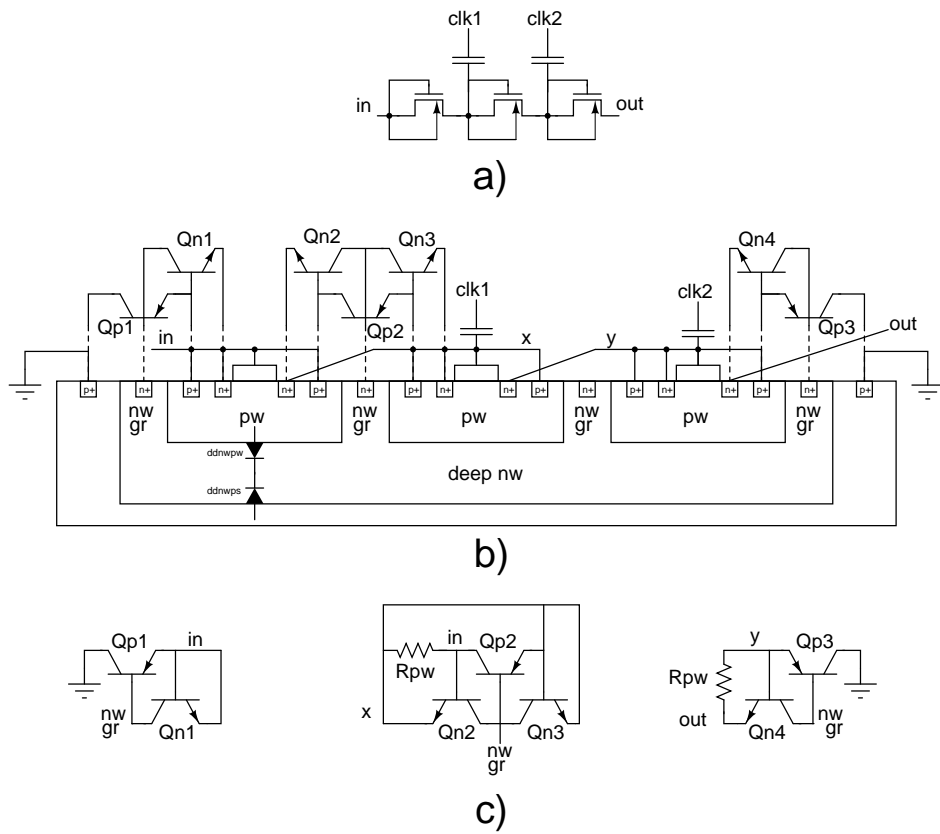 clk1 clk2
in out
a)
Qn1 Qn2 Qn3 Qn4
clk1 clk2
Qp1 Qp2 Qp3
in x y out
p+ n+ p+ n+ n+ p+ n+ p+ n+ n+ p+ n+ p+ n+ n+ p+ n+ p+
nw gr pw nw gr pw nw gr pw nw gr
ddnwpw
deep nw
ddnwps
b)
Qp1 in in Qp2 y Qp3
Rpw Rpw
nw gr Qn1 x Qn2 Qn3 out Qn4 nw gr
nw gr
c)